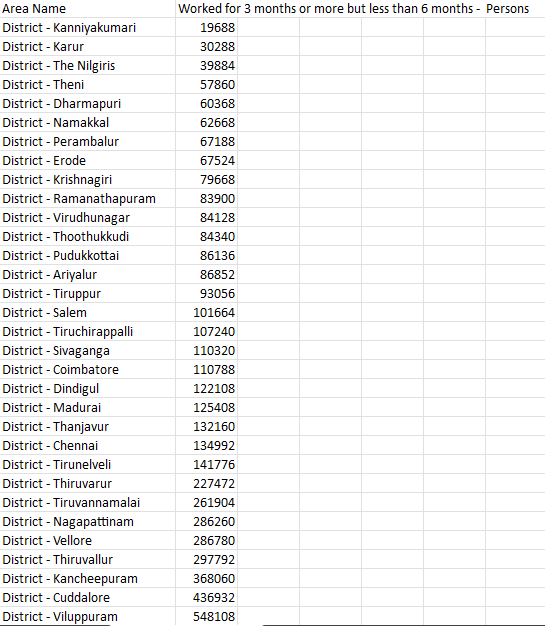 Area Name Worked for 3 months or more but less than 6 months - Persons
District - Kanniyakumari 19688
District - Karur 30288
District - The Nilgiris 39884
District - Theni 57860
District - Dharmapuri 60368
District - Namakkal 62668
District - Perambalur 67188
District - Erode 67524
District - Krishnagiri 79668
District - Ramanathapuram 83900
District - Virudhunagar 84128
District - Thoothukkudi 84340
District - Pudukkottai 86136
District - Ariyalur 86852
District - Tiruppur 93056
District - Salem 101664
District - Tiruchirappalli 107240
District - Sivaganga 110320
District - Coimbatore 110788
District - Dindigul 122108
District - Madurai 125408
District - Thanjavur 132160
District - Chennai 134992
District - Tirunelveli 141776
District - Thiruvarur 227472
District - Tiruvannamalai 261904
District - Nagapattinam 286260
District - Vellore 286780
District - Thiruvallur 297792
District - Kancheepuram 368060
District - Cuddalore 436932
District - Viluppuram 548108